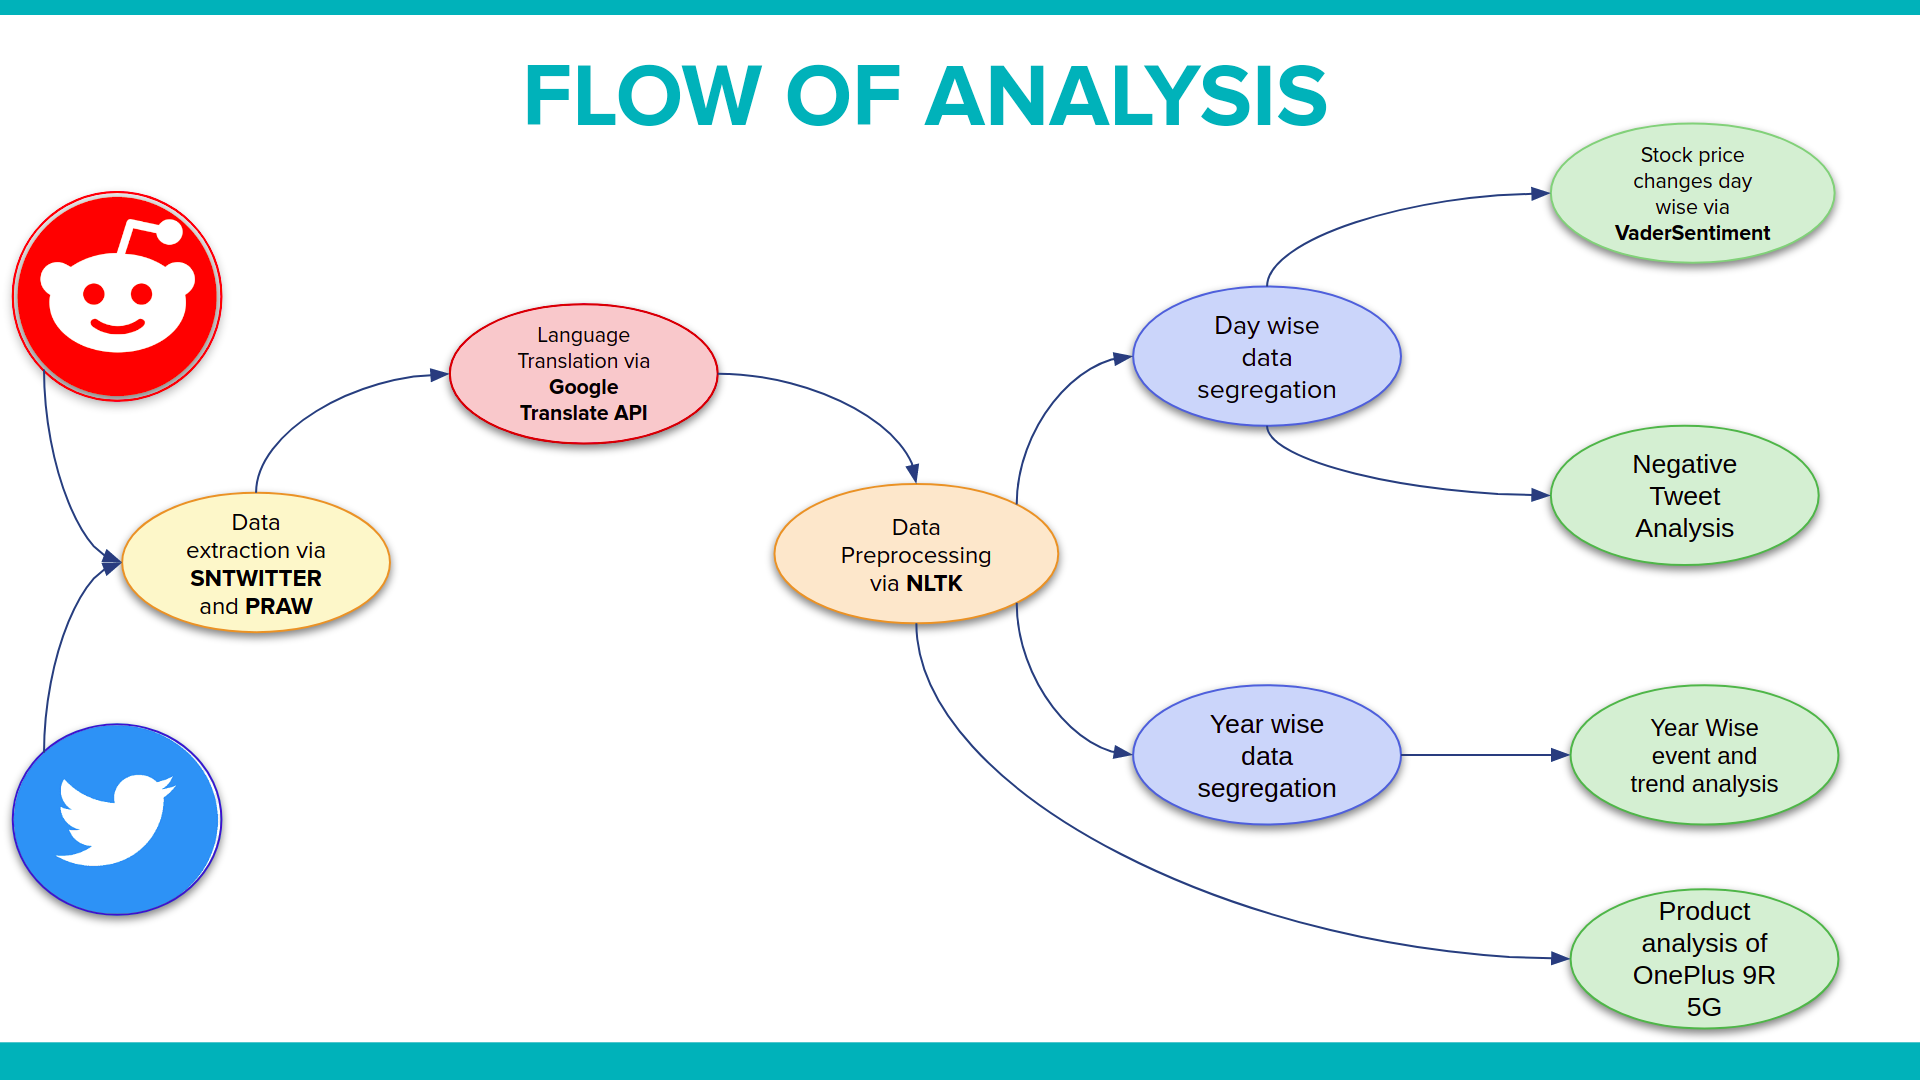 FLOW OF ANALYSIS
Stock price
changes day
wise via
VaderSentiment
Language
Translation via
Google
Translate API
Day wise
data
segregation
Negative
Tweet
Analysis
Data
extraction via
SNTWITTER
and PRAW
Data
Preprocessing
via NLTK
Year wise
data
segregation
Year Wise
event and
trend analysis
Product
analysis of
OnePlus 9R
5G